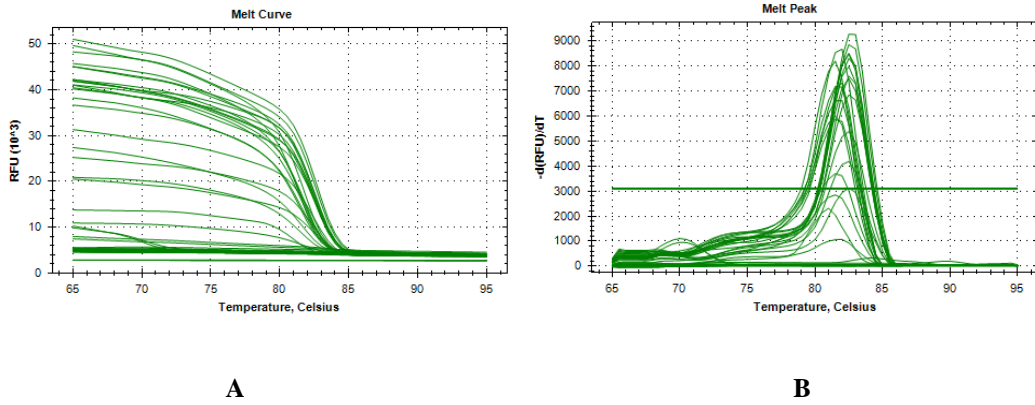 Melt Curve
RFU (10^3)
50
40
30
20
10
0
65 70 75 80 85 90 95
Temperature, Celsius
A
Melt Peak
-d(RFU)/dT
9000
8000
7000
6000
5000
4000
3000
2000
1000
0
65 70 75 80 85 90 95
Temperature, Celsius
B